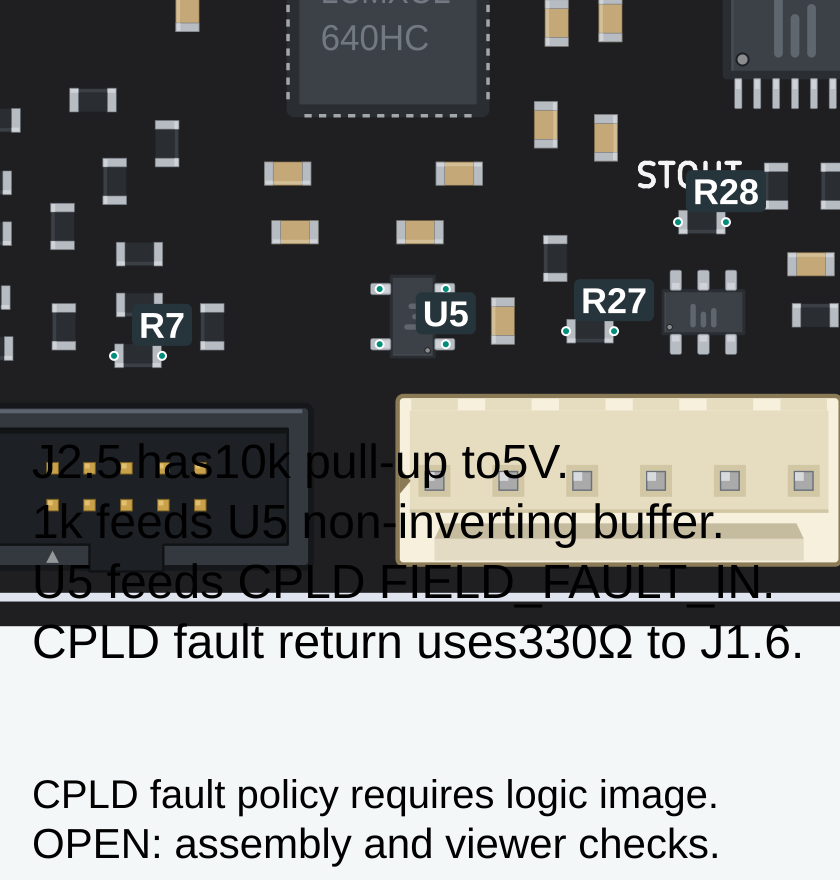 640HC
STOUT
R28
R27
U5
R7
J2.5 has10k pull-up to5V.
1k feeds U5 non-inverting buffer.
U5 feeds CPLD FIELD_FAULT_IN.
CPLD fault return uses330Ω to J1.6.
CPLD fault policy requires logic image.
OPEN: assembly and viewer checks.